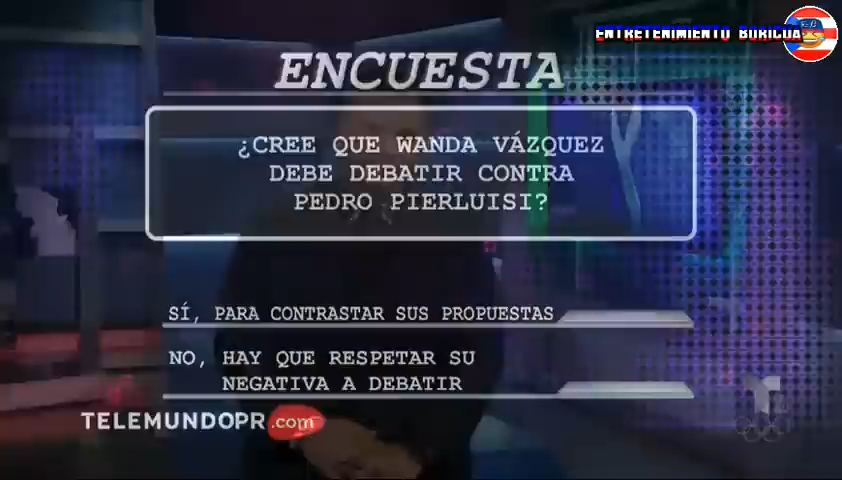 ENTRETENIMIENTO BORICUA
ENCUESTA
¿CREE QUE WANDA VÁZQUEZ
DEBE DEBATIR CONTRA
PEDRO PIERLUISI?
SÍ, PARA CONTRASTAR SUS PROPUESTAS
NO, HAY QUE RESPETAR SU
NEGATIVA A DEBATIR
TELEMUNDOPR.com